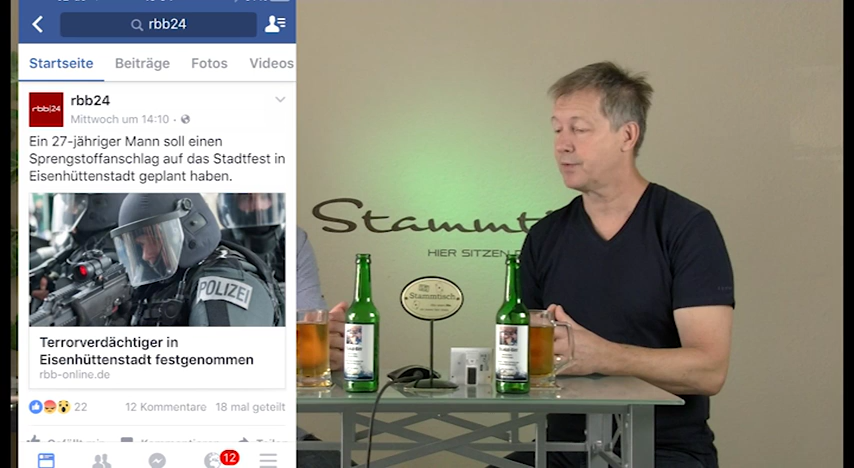 rbb24
Startseite Beiträge Fotos Videos
rbb|24
rbb24
Mittwoch um 14:10
Ein 27-jähriger Mann soll einen
Sprengstoffanschlag auf das Stadtfest in
Eisenhüttenstadt geplant haben.
POLIZEI
Terrorverdächtiger in
Eisenhüttenstadt festgenommen
rbb-online.de
22 12 Kommentare 18 mal geteilt
12
HIER SITZEN
Stammtisch